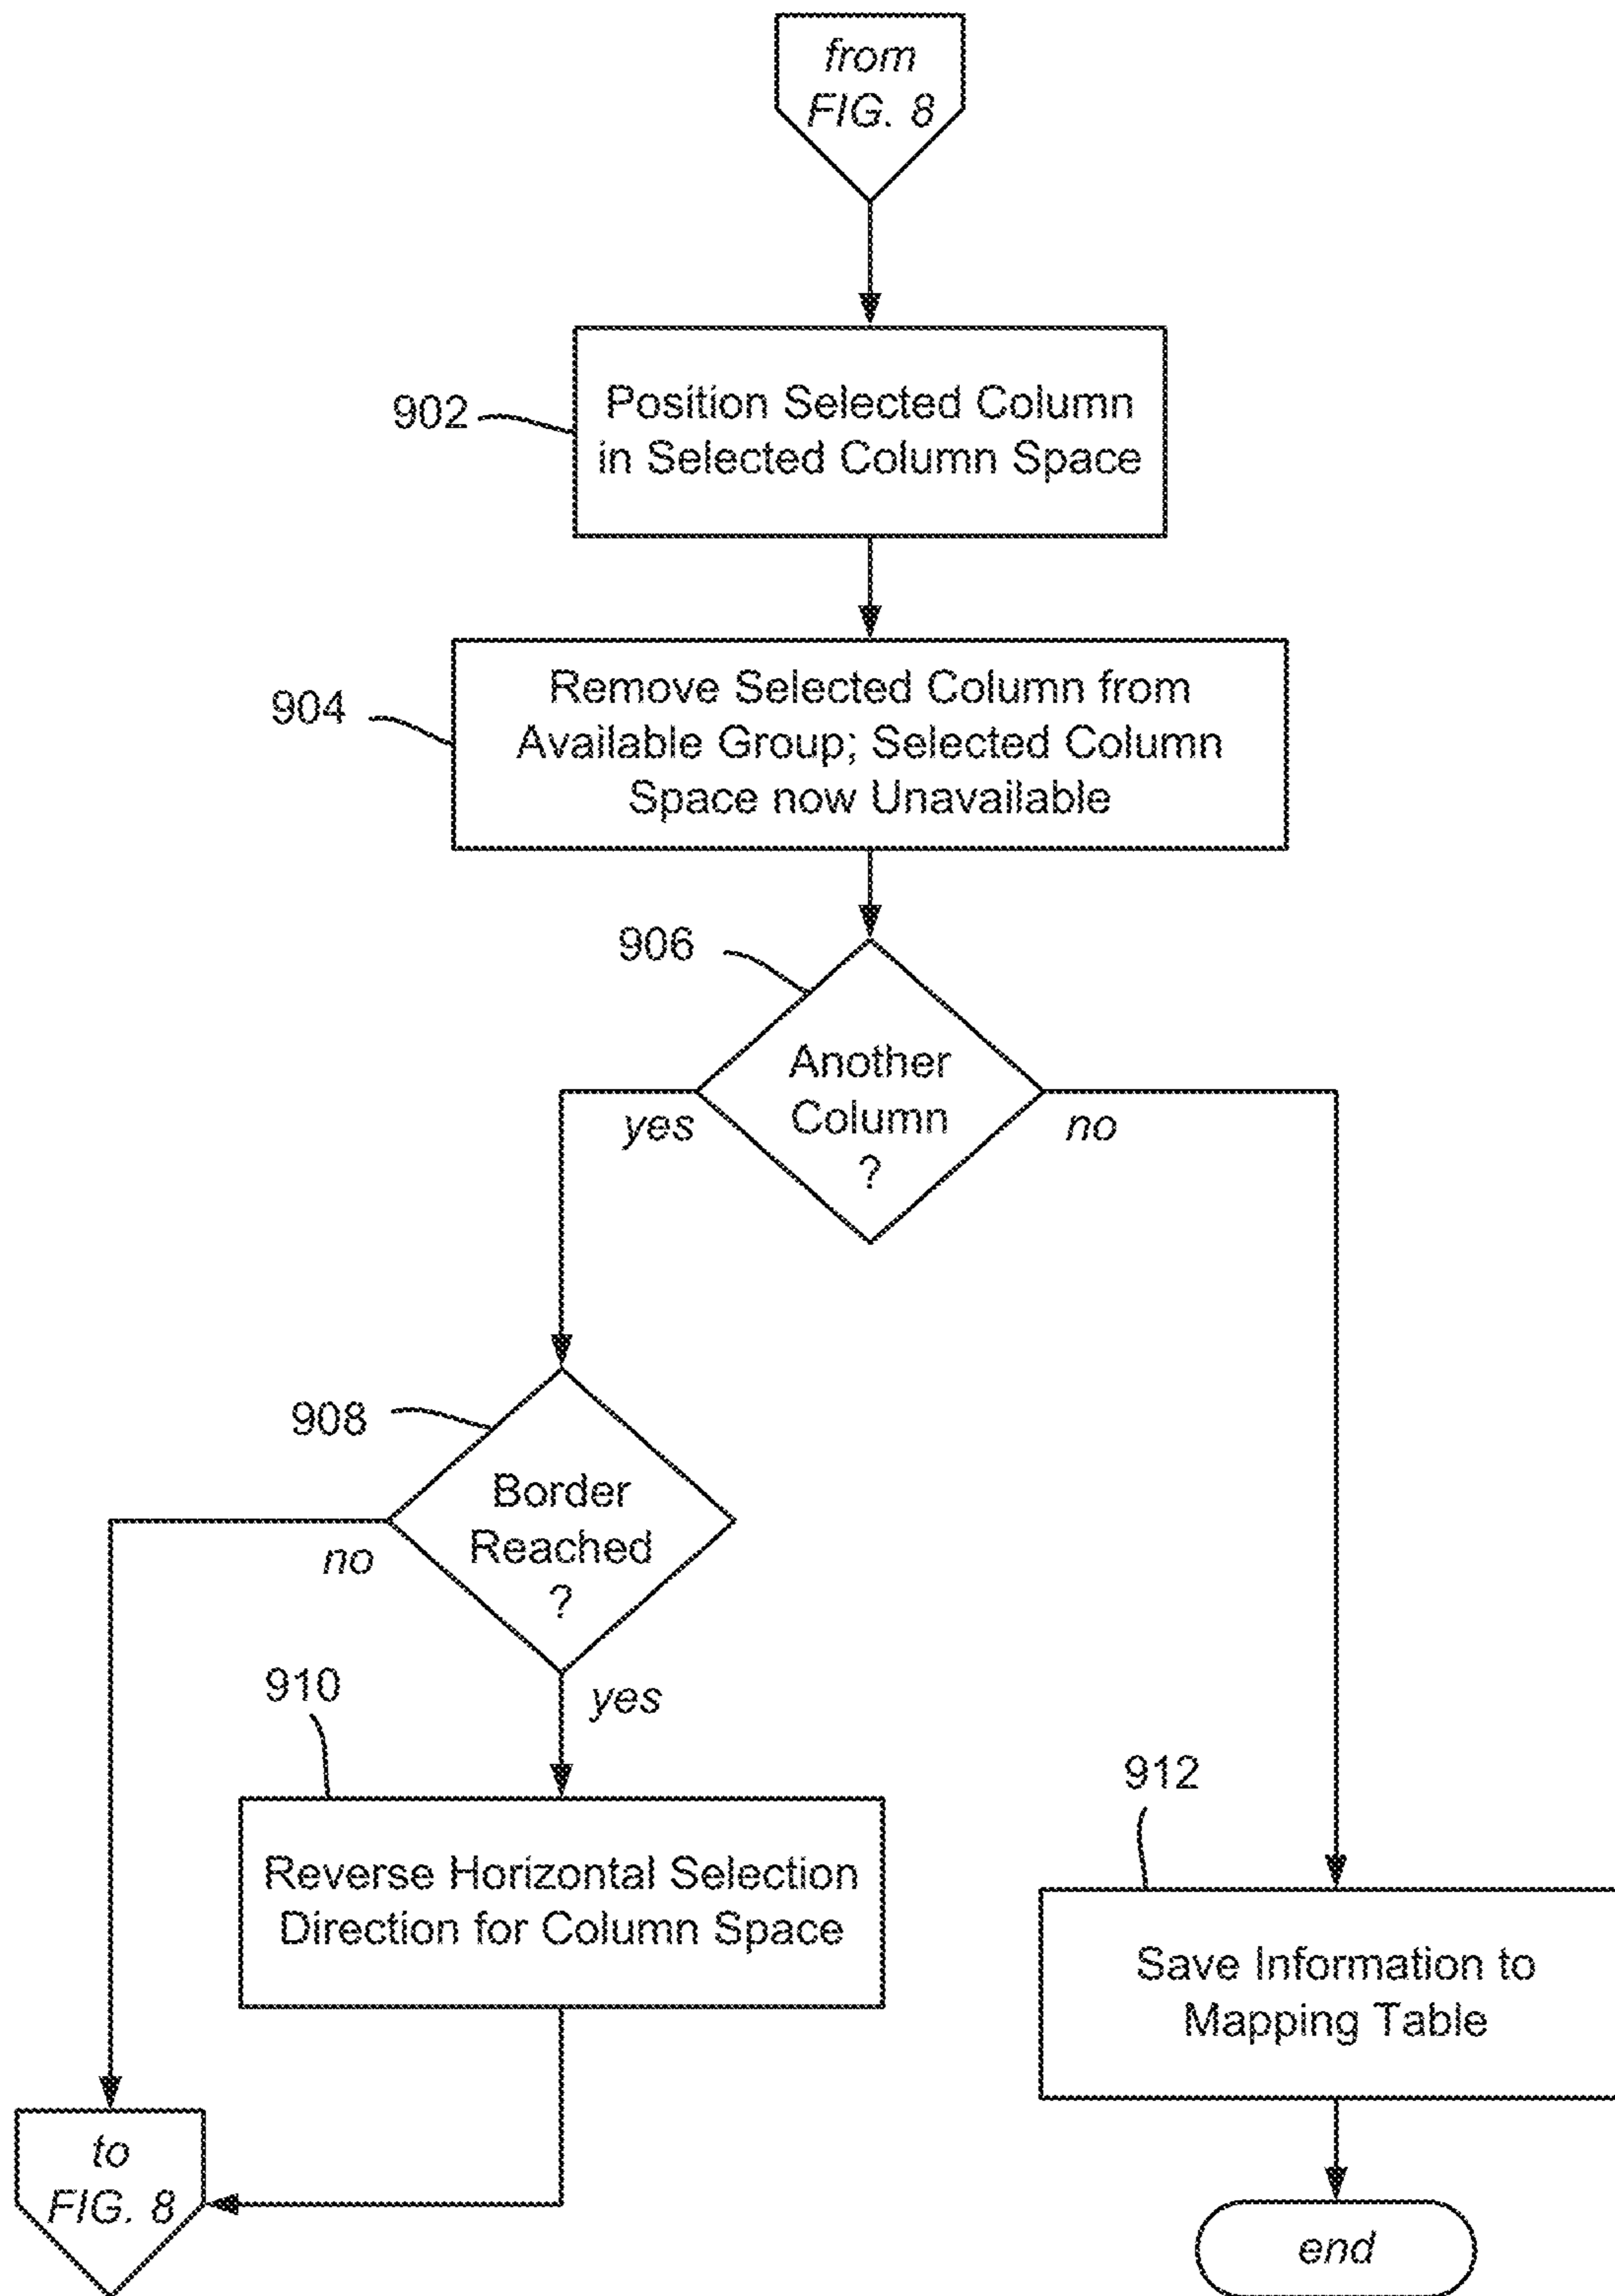 from
FIG. 8
902
Position Selected Column
in Selected Column Space
904
Remove Selected Column from
Available Group; Selected Column
Space now Unavailable
906
Another
Column
?
yes
no
908
Border
Reached
?
no
yes
910
Reverse Horizontal Selection
Direction for Column Space
912
Save Information to
Mapping Table
to
FIG. 8
end